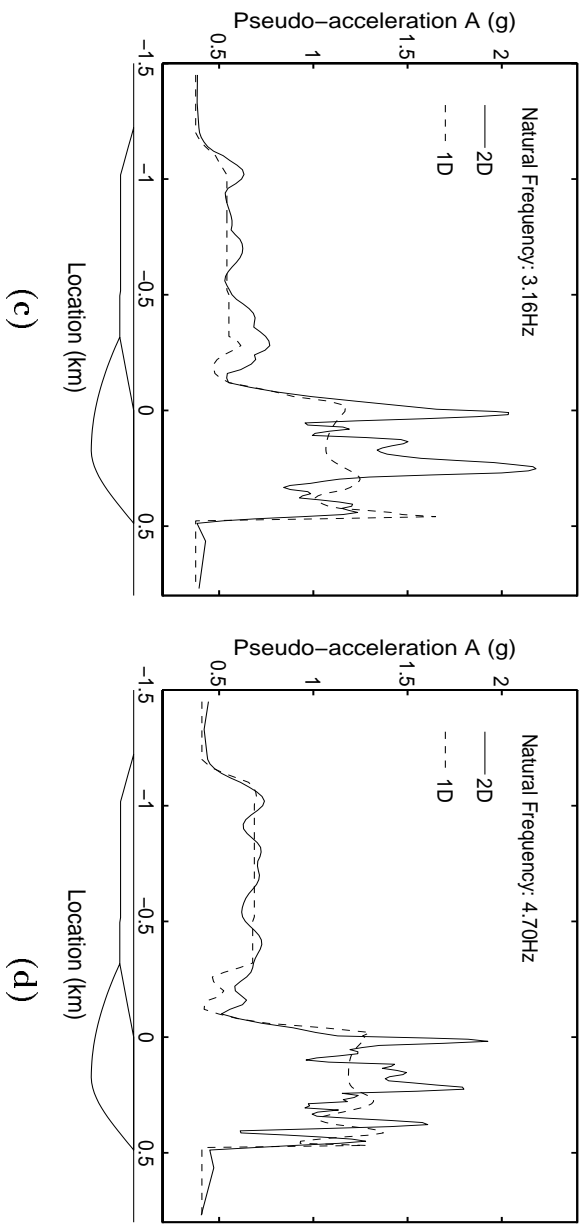 Pseudo−acceleration A (g)
2
1.5
1
0.5
Natural Frequency: 3.16Hz
2D
1D
−1.5
−1
−0.5
0
0.5
Location (km)
(c)
Pseudo−acceleration A (g)
2
1.5
1
0.5
Natural Frequency: 4.70Hz
2D
1D
−1.5
−1
−0.5
0
0.5
Location (km)
(d)